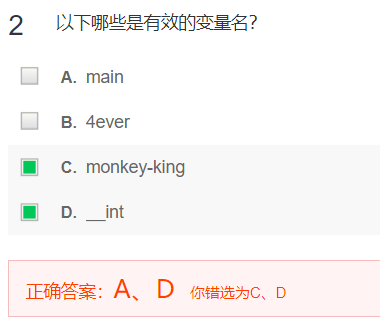 2 以下哪些是有效的变量名？
A. main
B. 4ever
C. monkey-king
D. __int
正确答案：A、D 你错选为C、D